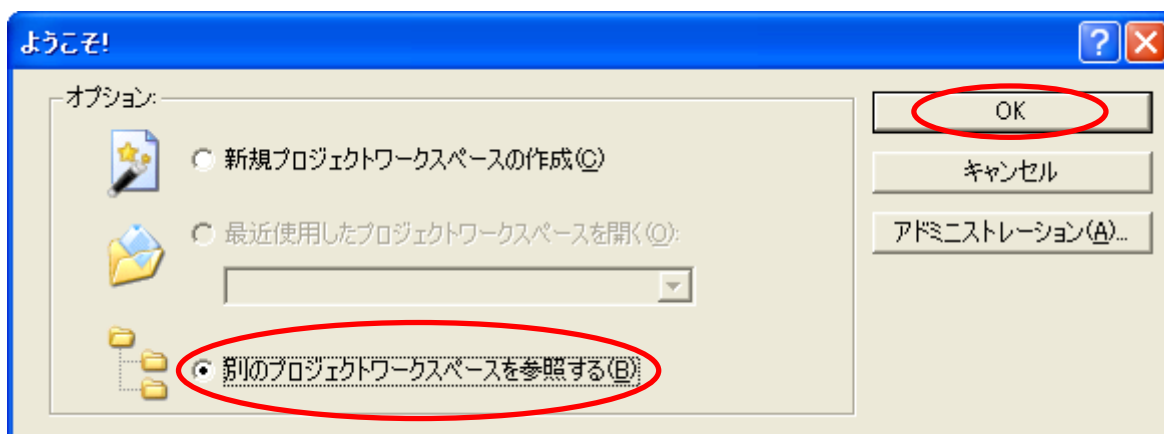 ようこそ!
オプション:
新規プロジェクトワークスペースの作成(C)
最近使用したプロジェクトワークスペースを開く(O):
別のプロジェクトワークスペースを参照する(B)
OK
キャンセル
アドミニストレーション(A)...